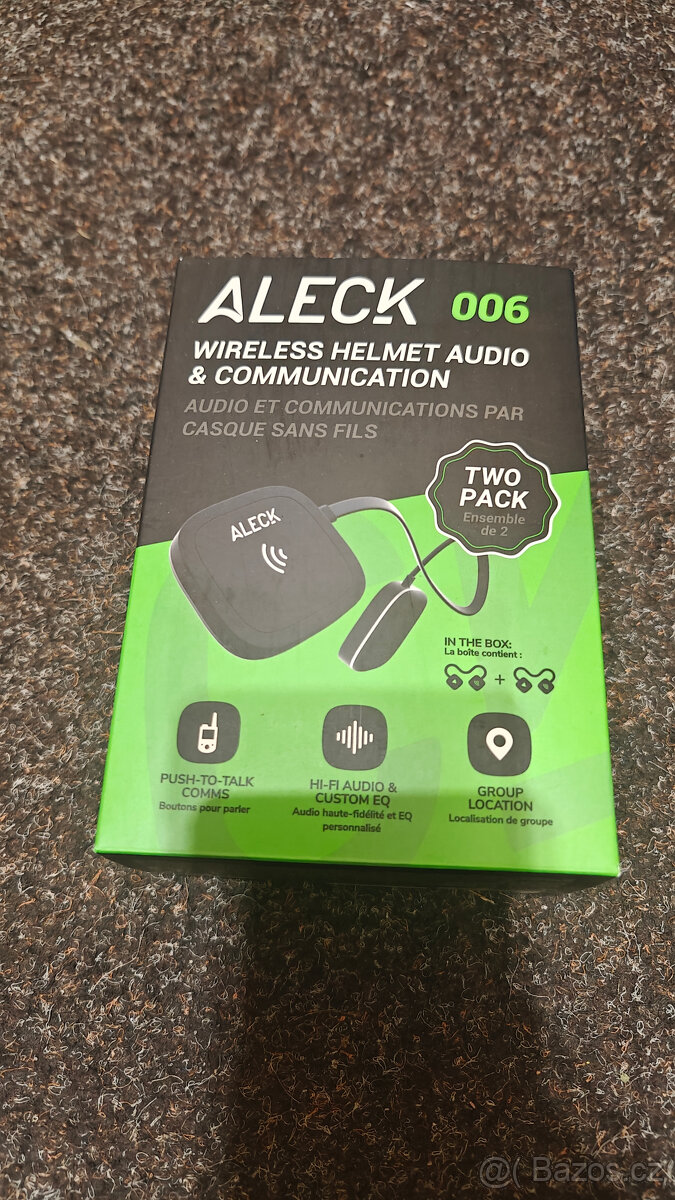 ALECK 006
WIRELESS HELMET AUDIO
& COMMUNICATION
AUDIO ET COMMUNICATIONS PAR
CASQUE SANS FILS
TWO
PACK
Ensemble
de 2
ALECK
IN THE BOX:
La boîte contient :
+
PUSH-TO-TALK
COMMS
Boutons pour parler
HI-FI AUDIO &
CUSTOM EQ
Audio haute-fidélité et EQ
personnalisé
GROUP
LOCATION
Localisation de groupe
@( Bazos.cz